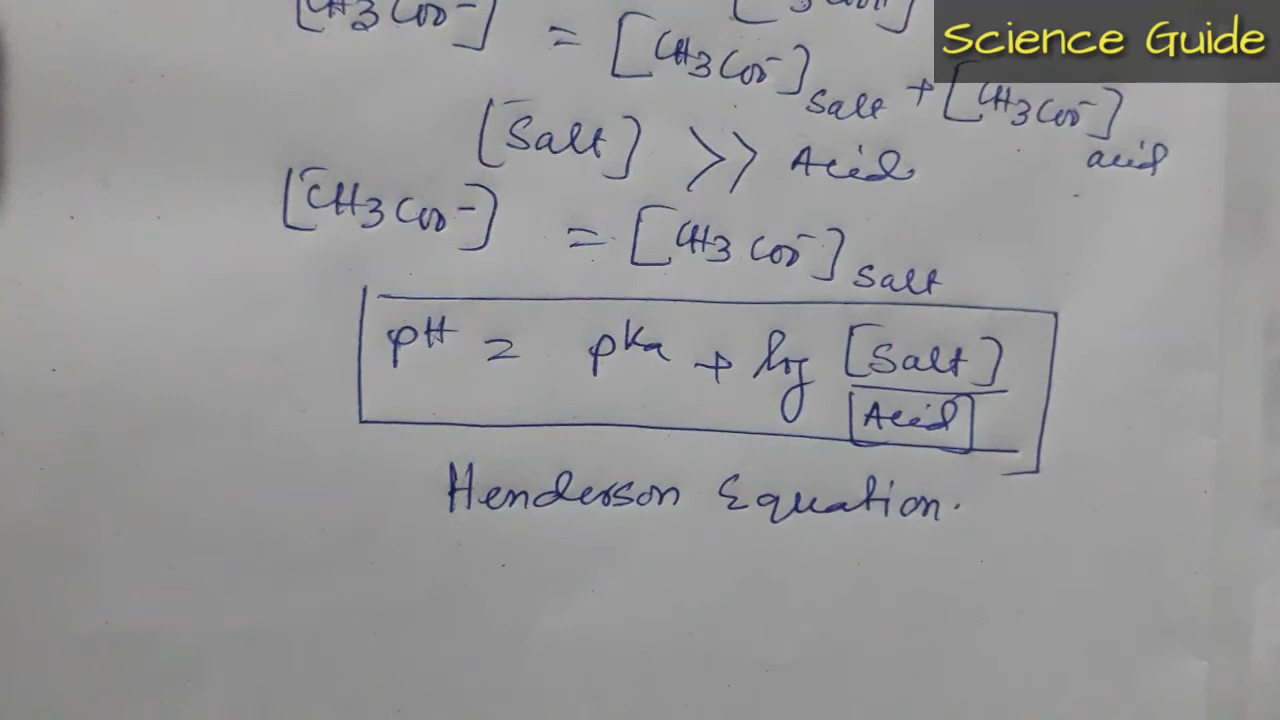 [CH3COO-]
Science Guide
= [CH3COO-]salt + [CH3COO-]acid
[Salt] >> Acid
[CH3COO-] = [CH3COO-]salt
pH = pKa + log [Salt]
[Acid]
Henderson Equation.